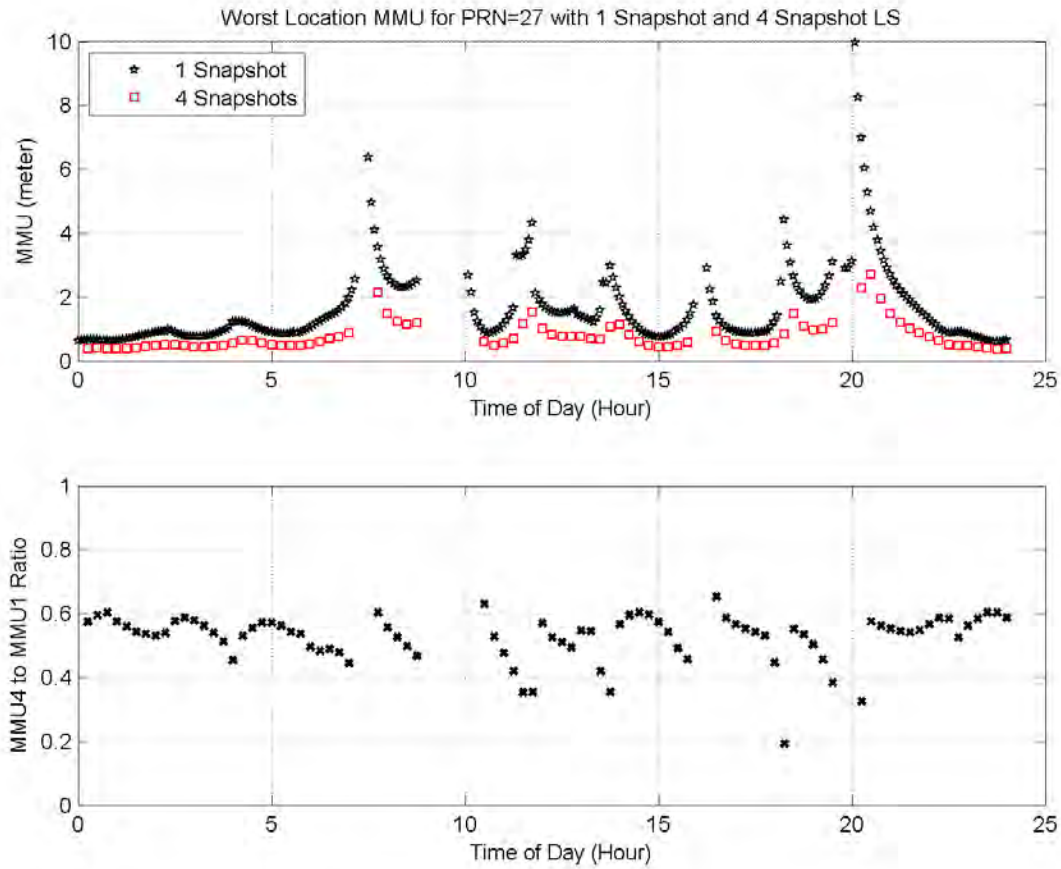 Worst Location MMU for PRN=27 with 1 Snapshot and 4 Snapshot LS
10
8
6
4
2
0
MMU (meter)
1 Snapshot
4 Snapshots
0 5 10 15 20 25
Time of Day (Hour)
1
0.8
0.6
0.4
0.2
0
MMU4 to MMU1 Ratio
0 5 10 15 20 25
Time of Day (Hour)